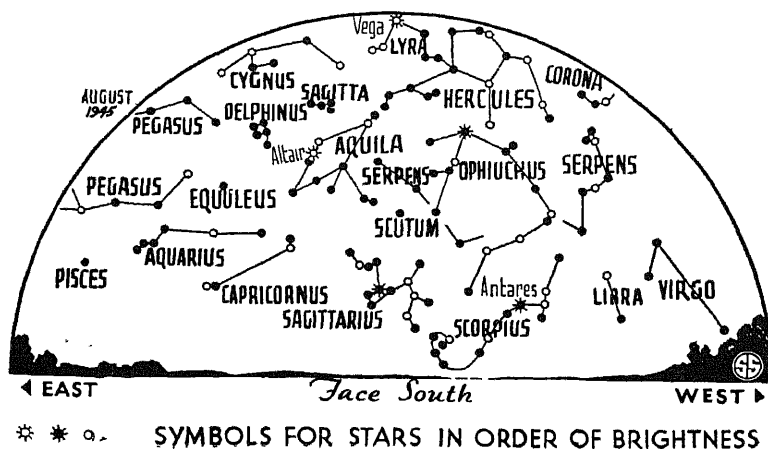 Vega
LYRA
CYGNUS
CORONA
SAGITTA
HERCULES
AUGUST
1945
DELPHINUS
PEGASUS
AQUILA
Altair
OPHIUCHUS
SERPENS
SERPENS
PEGASUS
EQUULEUS
SCUTUM
AQUARIUS
PISCES
CAPRICORNUS
Antares
LIBRA
VIRGO
SAGITTARIUS
SCORPIUS
EAST
Face South
WEST
SYMBOLS FOR STARS IN ORDER OF BRIGHTNESS